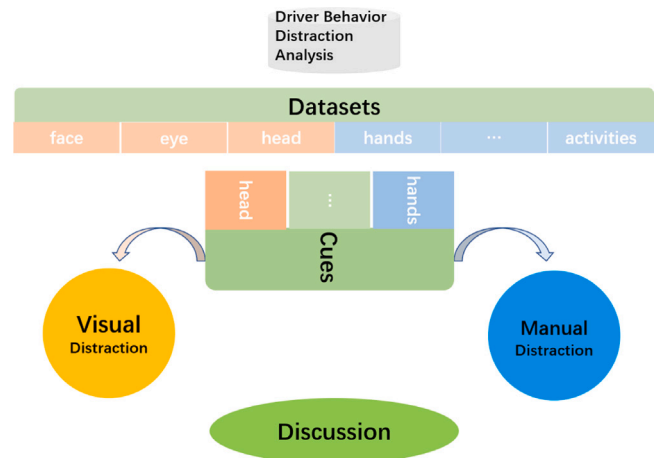 Driver Behavior
Distraction
Analysis
Datasets
face
eye
head
hands
...
activities
head
...
hands
Cues
Visual
Distraction
Manual
Distraction
Discussion